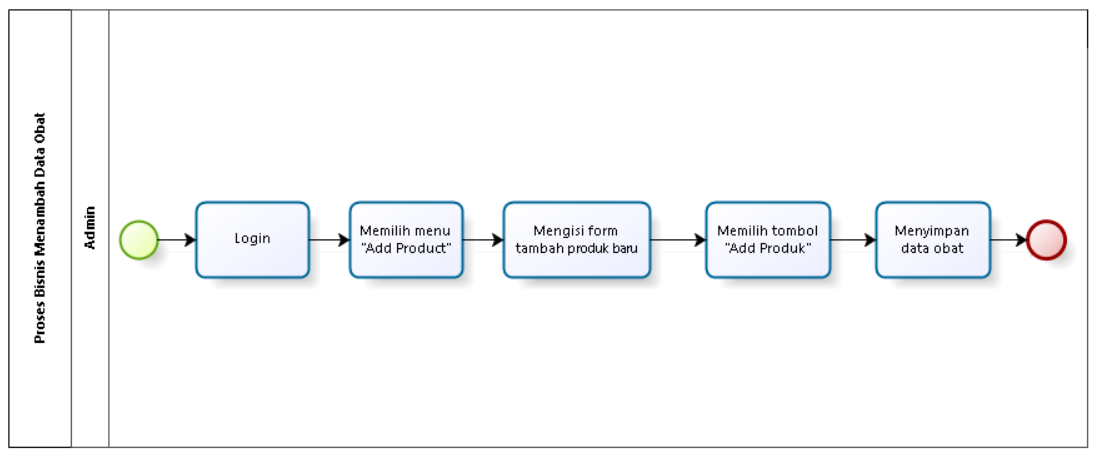 Proses Bisnis Menambah Data Obat
Admin
Login
Memilih menu
"Add Product"
Mengisi form
tambah produk baru
Memilih tombol
"Add Produk"
Menyimpan
data obat